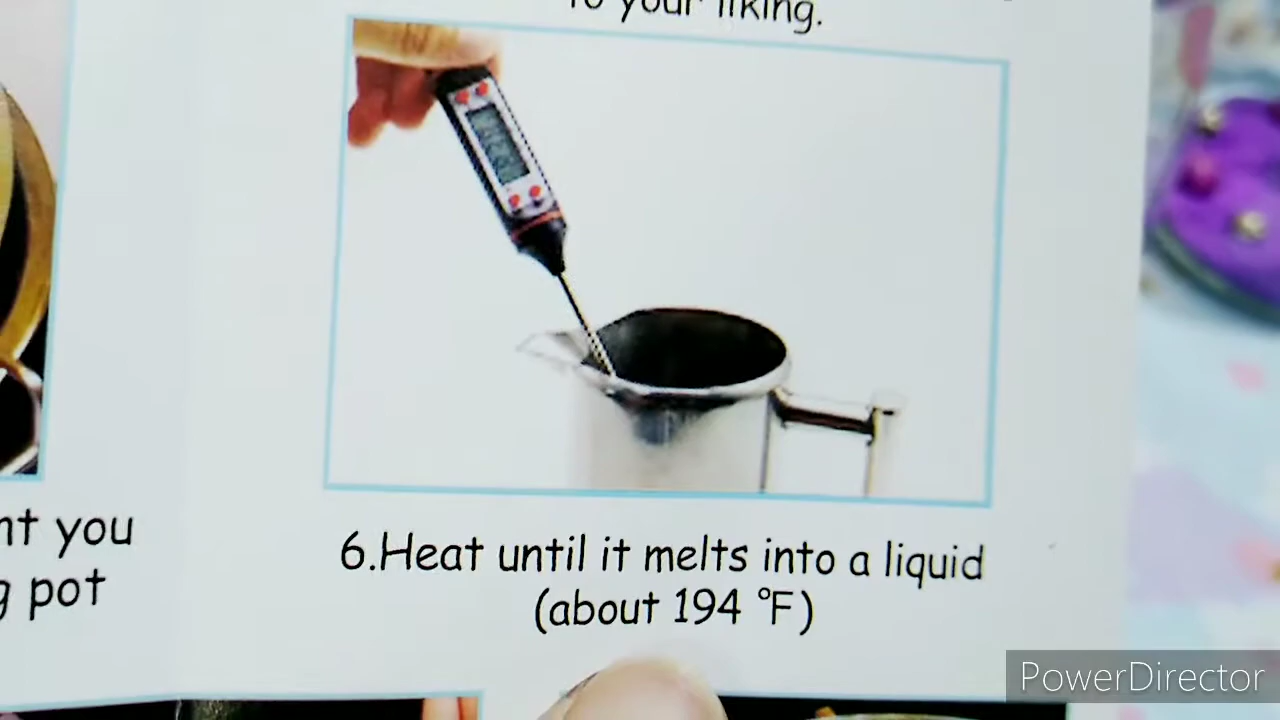 to your liking.
nt you
g pot
6.Heat until it melts into a liquid
(about 194 °F)
PowerDirector